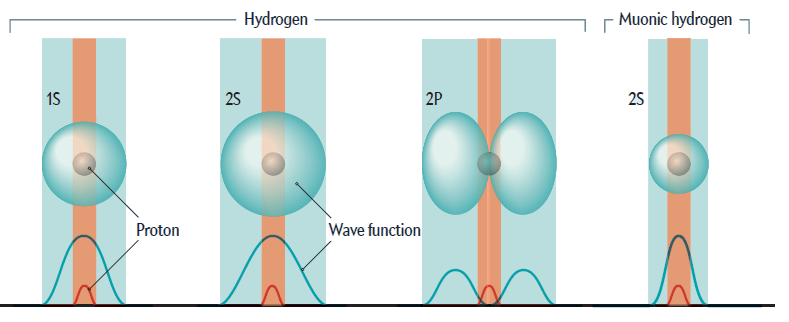 Hydrogen
Muonic hydrogen
1S
2S
2P
2S
Proton
Wave function